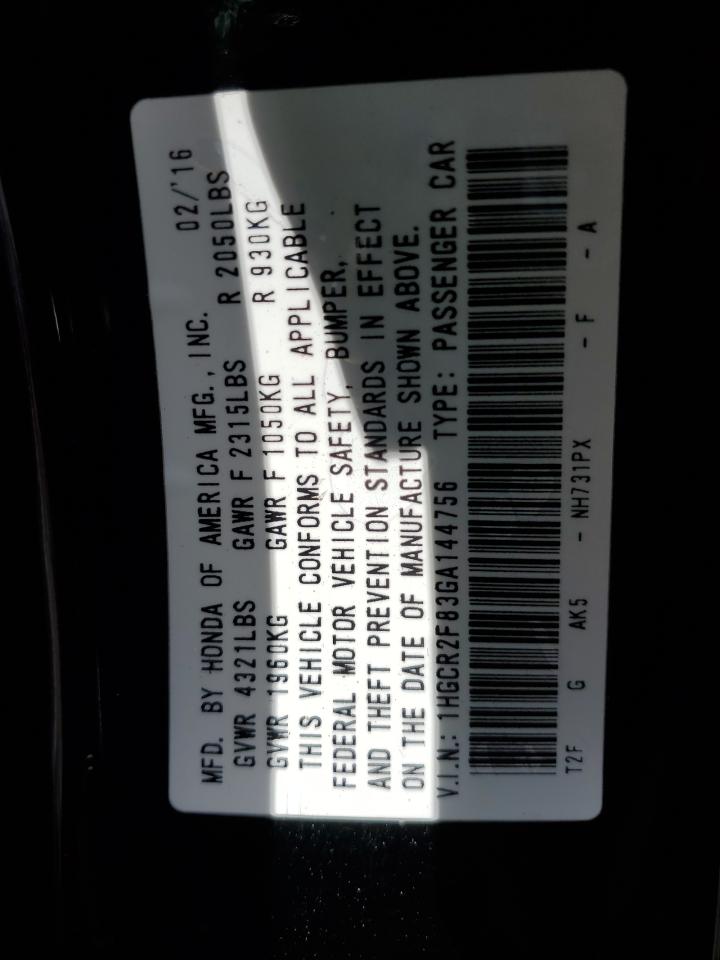 MFD. BY HONDA OF AMERICA MFG., INC. 02/'16
GVWR 4321LBS GAWR F 2315LBS R 2050LBS
GVWR 1960KG GAWR F 1050KG R 930KG
THIS VEHICLE CONFORMS TO ALL APPLICABLE
FEDERAL MOTOR VEHICLE SAFETY, BUMPER,
AND THEFT PREVENTION STANDARDS IN EFFECT
ON THE DATE OF MANUFACTURE SHOWN ABOVE.
V.I.N.: 1HGCR2F83GA144756 TYPE: PASSENGER CAR
T2F G AK5 - NH731PX - F - A